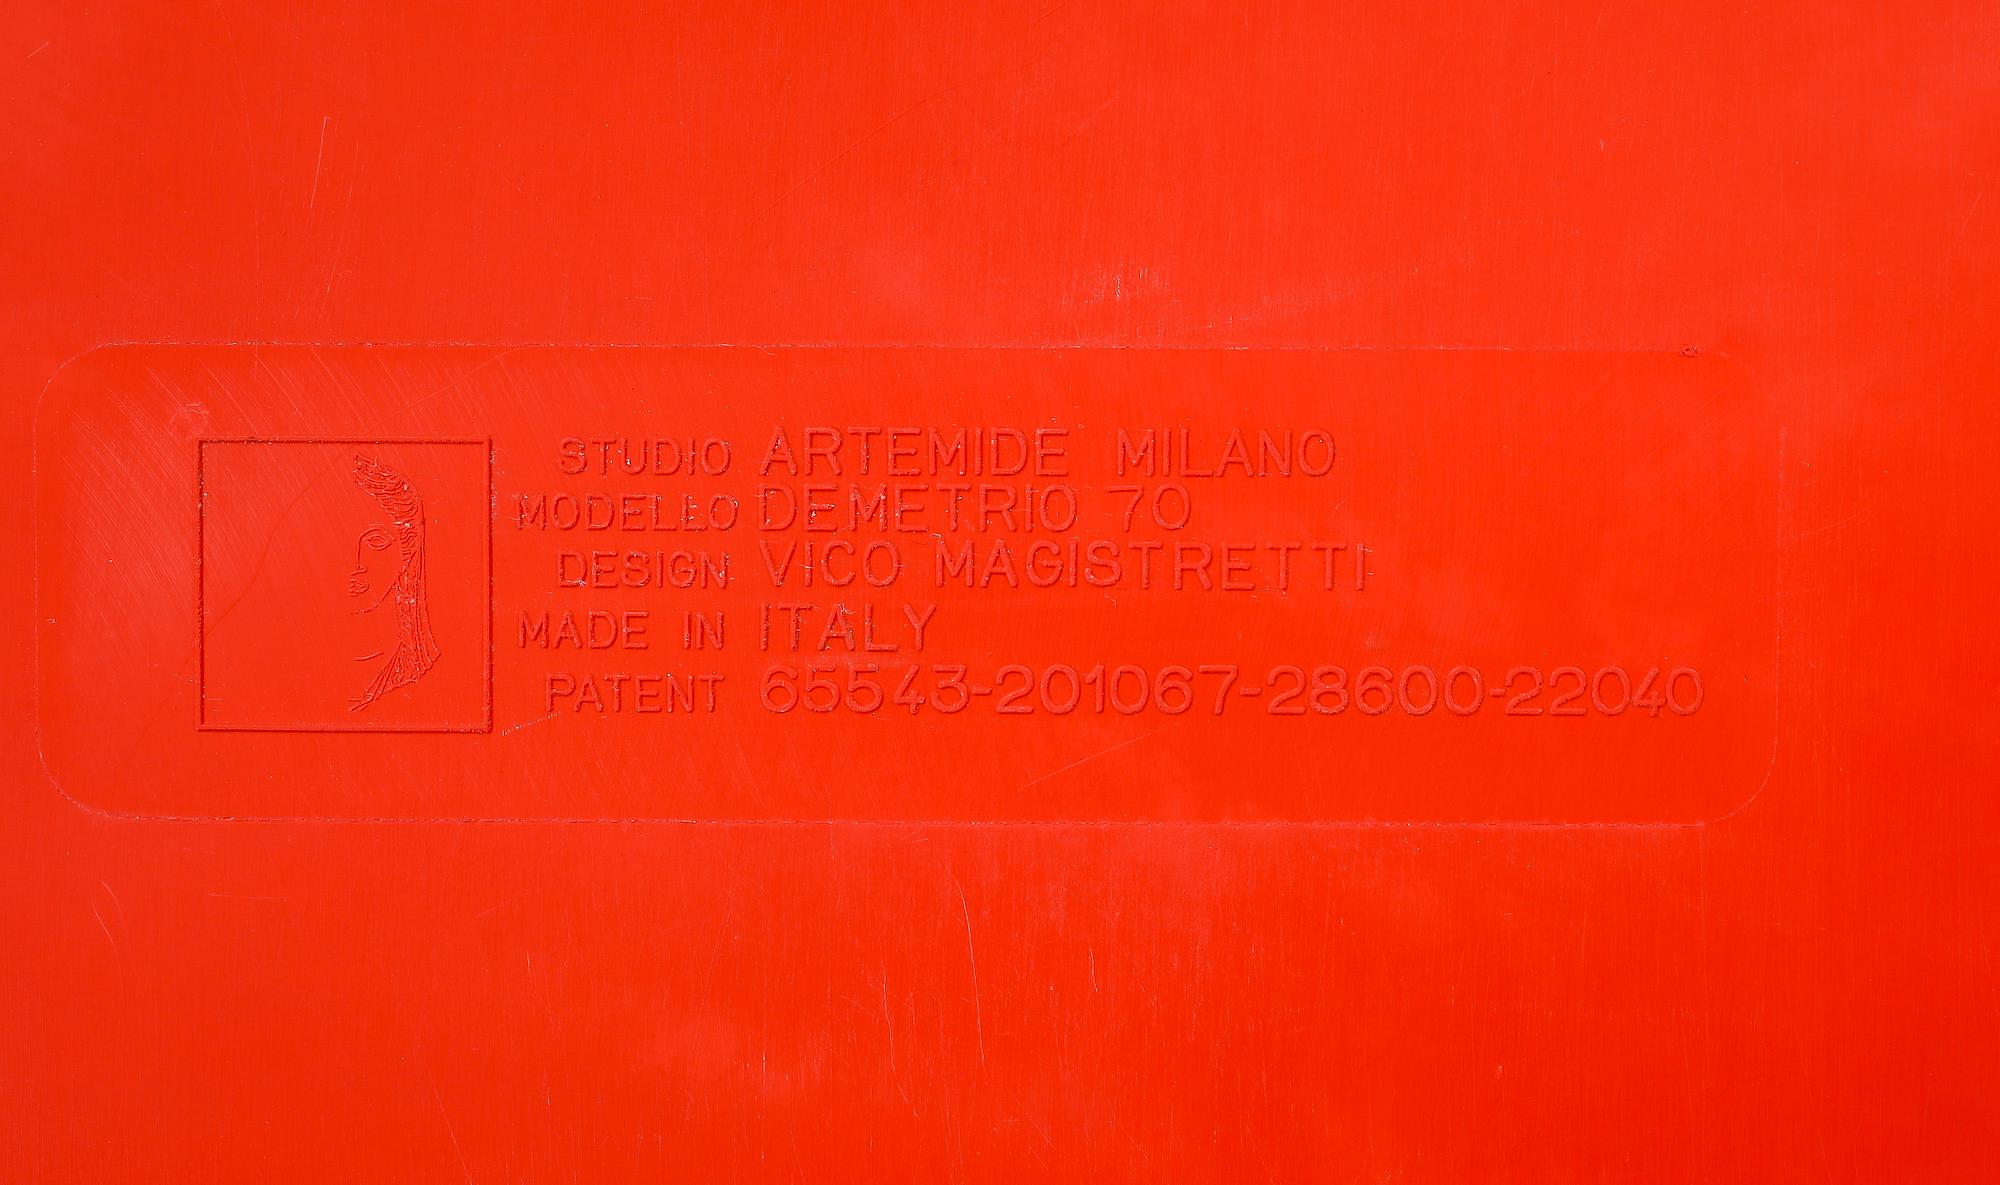 STUDIO ARTEMIDE MILANO
MODELLO DEMETRIO 70
DESIGN VICO MAGISTRETTI
MADE IN ITALY
PATENT 65543-201067-28600-22040